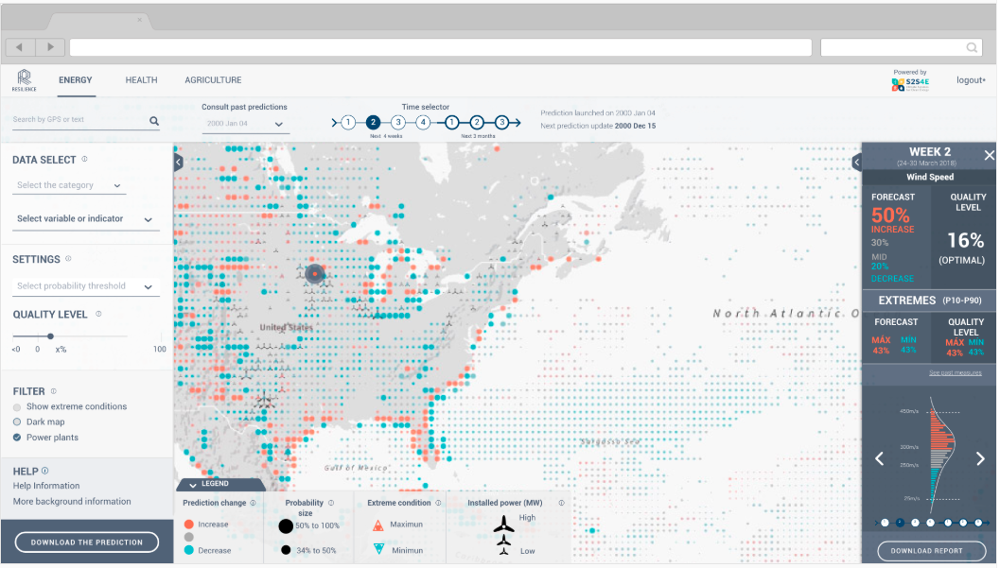 ×
RESILIENCE
ENERGY
HEALTH
AGRICULTURE
Powered by
S2S4E
logout
Search by GPS or text
Consult past predictions
2000 Jan 04
Time selector
1 2 3 4 1 2 3
Next 4 weeks
Next 3 months
Prediction launched on 2000 Jan 04
Next prediction update 2000 Dec 15
DATA SELECT
Select the category
Select variable or indicator
SETTINGS
Select probability threshold
QUALITY LEVEL
<0 0 x% 100
FILTER
Show extreme conditions
Dark map
Power plants
HELP
Help Information
More background information
DOWNLOAD THE PREDICTION
United States
North Atlantic O
Sargasso Sea
Gulf of Mexico
LEGEND
Prediction change
Increase
Decrease
Probability
size
50% to 100%
34% to 50%
Extreme condition
Maximun
Minimun
Installed power (MW)
High
Low
WEEK 2
(24-30 March 2018)
Wind Speed
FORECAST
50%
INCREASE
30%
MID
20%
DECREASE
QUALITY
LEVEL
16%
(OPTIMAL)
EXTREMES (P10-P90)
FORECAST
MÁX MÍN
43% 43%
QUALITY
LEVEL
MÁX MIN
43% 43%
See past measures
450m/s
300m/s
250m/s
25m/s
DOWNLOAD REPORT